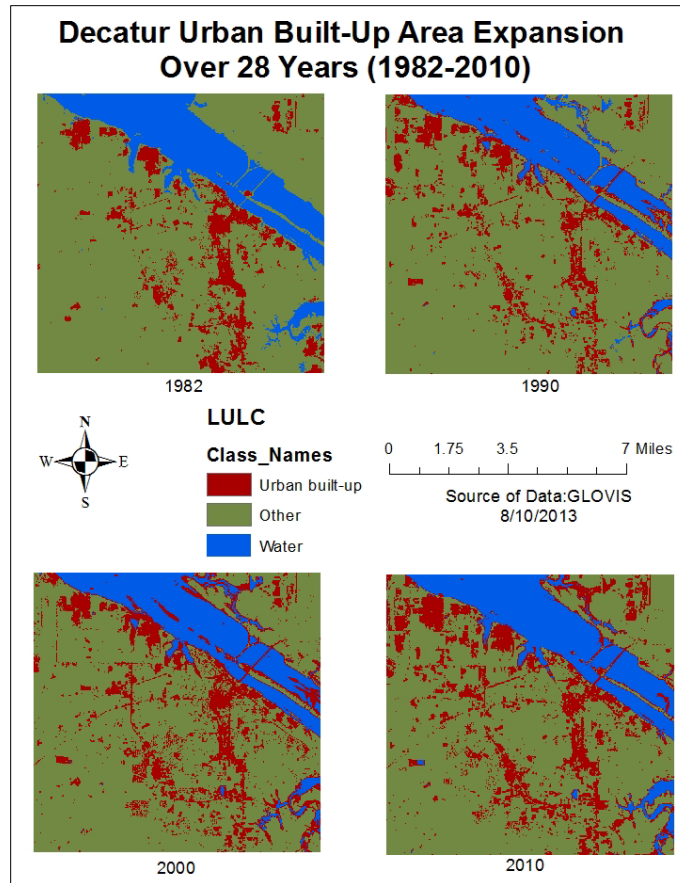 Decatur Urban Built-Up Area Expansion
Over 28 Years (1982-2010)
1982
1990
N
W E
S
LULC
Class_Names
Urban built-up
Other
Water
0 1.75 3.5 7 Miles
Source of Data:GLOVIS
8/10/2013
2000
2010